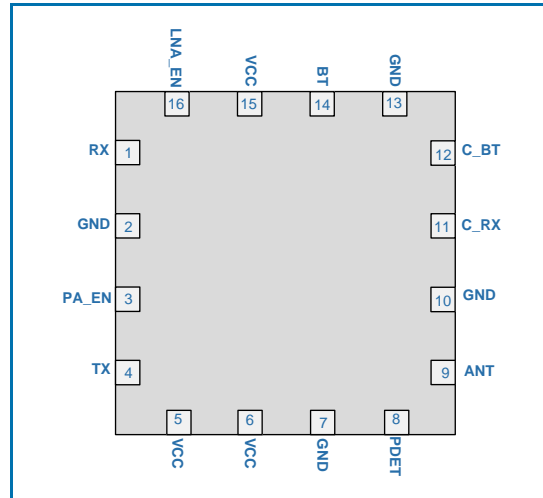 LNA_EN
VCC
BT
GND
16
15
14
13
RX
1
12
C_BT
GND
2
11
C_RX
PA_EN
3
10
GND
TX
4
9
ANT
5
6
7
8
VCC
VCC
GND
PDET